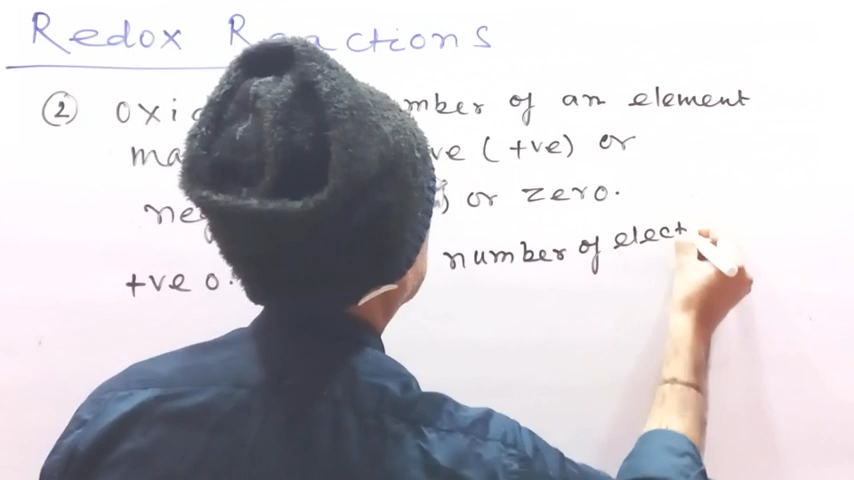 Redox Reactions
② oxi mber of an element
ma ve (+ve) or
neg ) or zero.
+ve o. number of elect